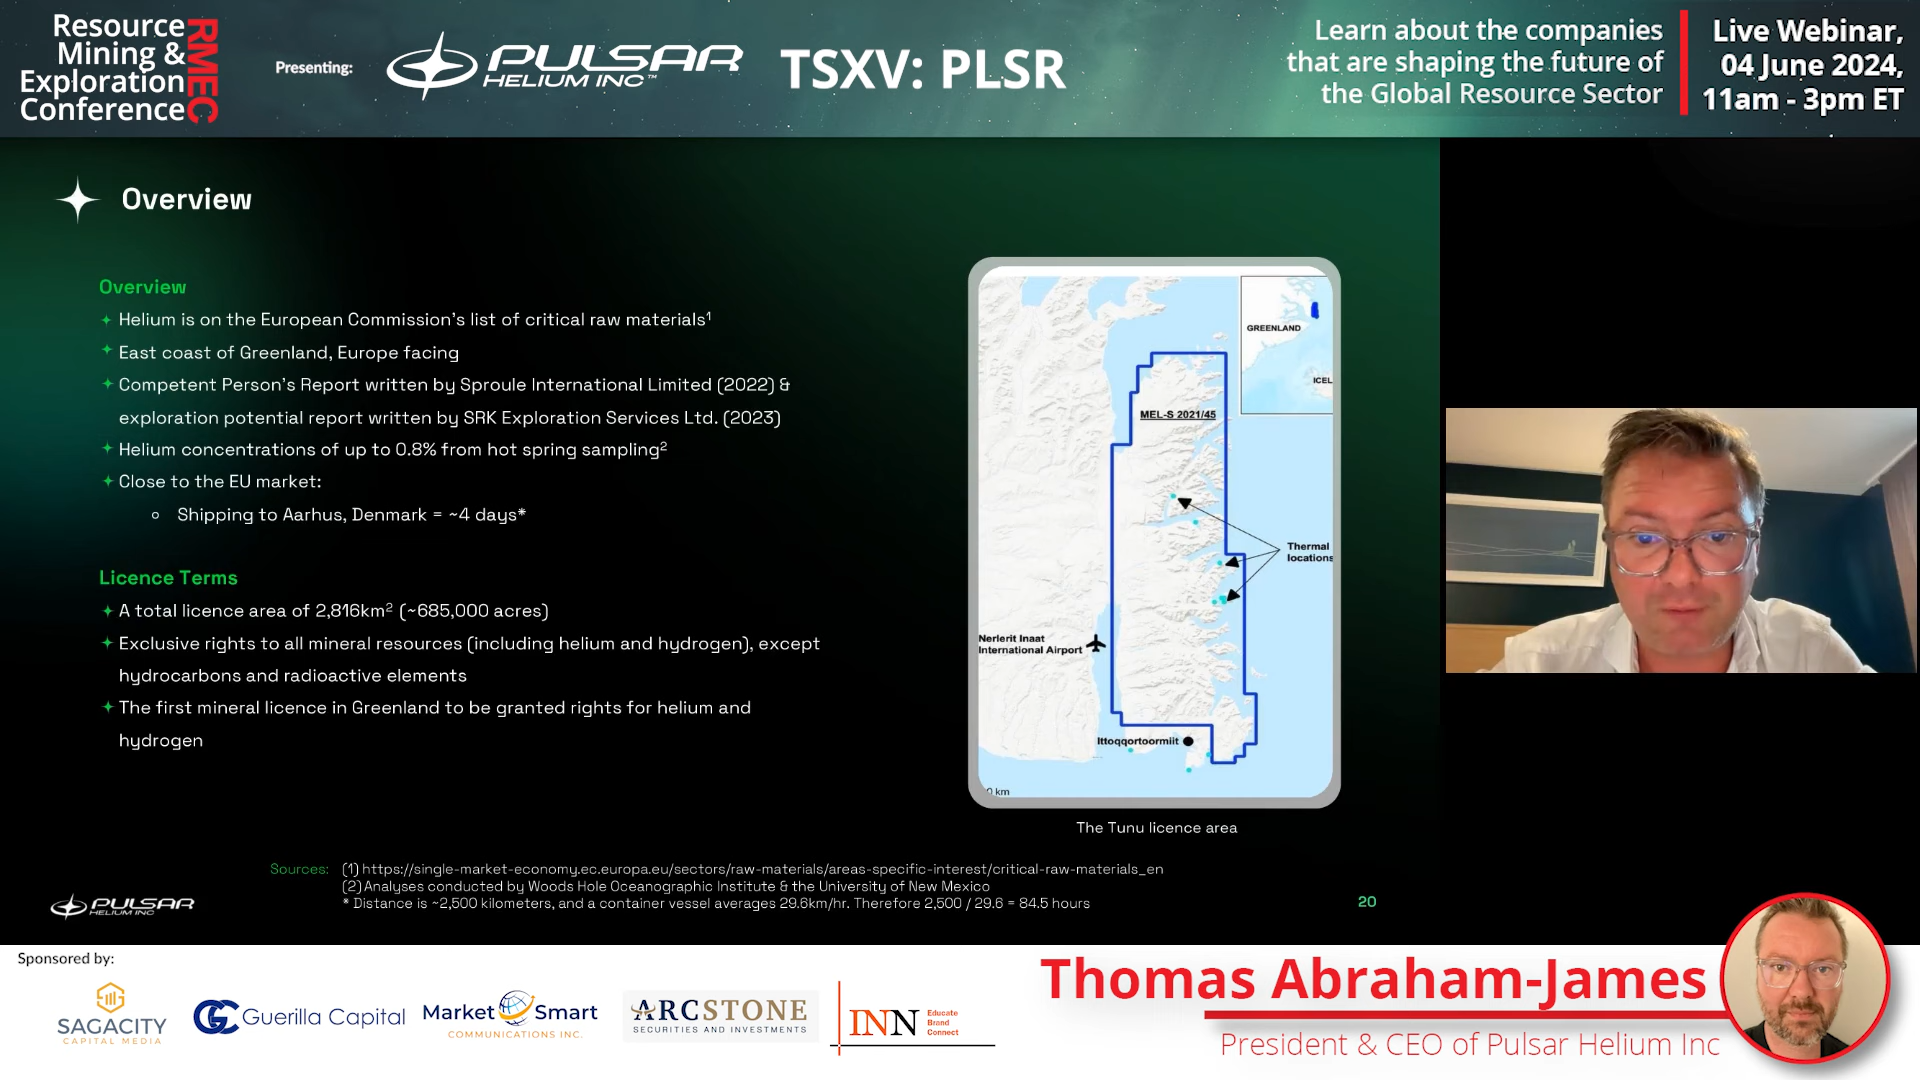 Resource
Mining &
Exploration
Conference
RMEC
Presenting:
PULSAR
HELIUM INC™
TSXV: PLSR
Learn about the companies
that are shaping the future of
the Global Resource Sector
Live Webinar,
04 June 2024,
11am - 3pm ET
Overview
Overview
Helium is on the European Commission's list of critical raw materials¹
East coast of Greenland, Europe facing
Competent Person's Report written by Sproule International Limited (2022) &
exploration potential report written by SRK Exploration Services Ltd. (2023)
Helium concentrations of up to 0.8% from hot spring sampling²
Close to the EU market:
Shipping to Aarhus, Denmark = ~4 days*
Licence Terms
A total licence area of 2,816km² (~685,000 acres)
Exclusive rights to all mineral resources (including helium and hydrogen), except
hydrocarbons and radioactive elements
The first mineral licence in Greenland to be granted rights for helium and
hydrogen
GREENLAND
ICEL
MEL-S 2021/45
Thermal
locations
Nerlerit Inaat
International Airport
Ittoqqortoormiit
0 km
The Tunu licence area
Sources:
(1) https://single-market-economy.ec.europa.eu/sectors/raw-materials/areas-specific-interest/critical-raw-materials_en
(2) Analyses conducted by Woods Hole Oceanographic Institute & the University of New Mexico
* Distance is ~2,500 kilometers, and a container vessel averages 29.6km/hr. Therefore 2,500 / 29.6 = 84.5 hours
PULSAR
HELIUM INC
20
Sponsored by:
SAGACITY
CAPITAL MEDIA
GC Guerilla Capital
Market Smart
COMMUNICATIONS INC.
ARCSTONE
SECURITIES AND INVESTMENTS
INN
Educate
Brand
Connect
Thomas Abraham-James
President & CEO of Pulsar Helium Inc